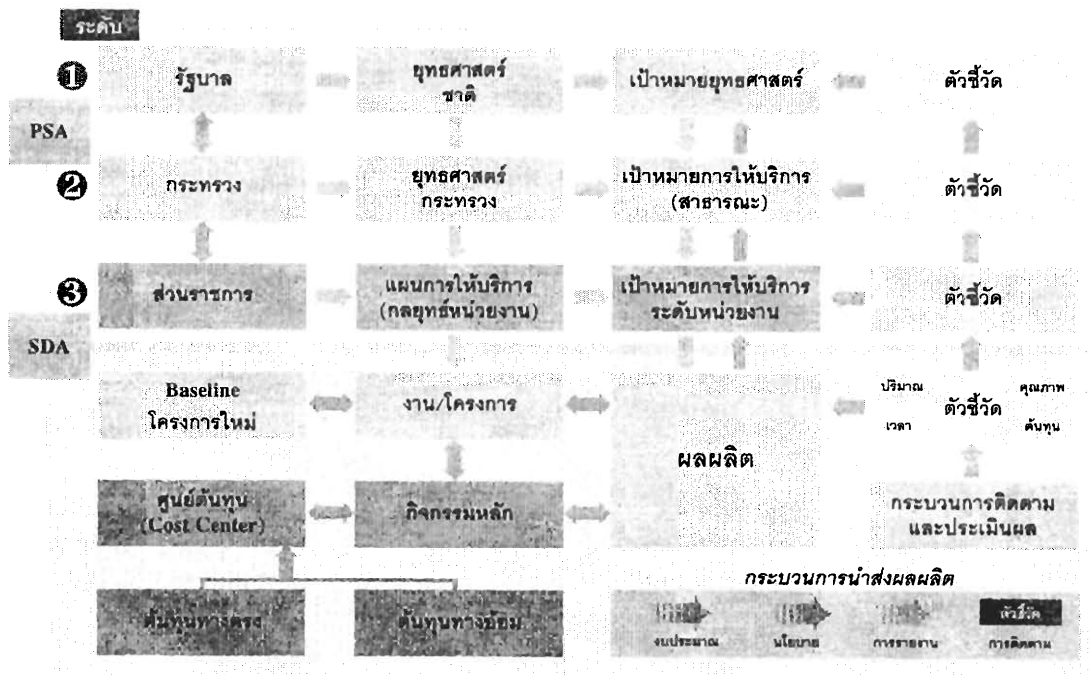 ระดับ
❶
รัฐบาล
ยุทธศาสตร์
ชาติ
เป้าหมายยุทธศาสตร์
ตัวชี้วัด
PSA
❷
กระทรวง
ยุทธศาสตร์
กระทรวง
เป้าหมายการให้บริการ
(สาธารณะ)
ตัวชี้วัด
❸
ส่วนราชการ
แผนการให้บริการ
(กลยุทธ์หน่วยงาน)
เป้าหมายการให้บริการ
ระดับหน่วยงาน
ตัวชี้วัด
SDA
Baseline
โครงการใหม่
งาน/โครงการ
ผลผลิต
ปริมาณ
คุณภาพ
ตัวชี้วัด
เวลา
ต้นทุน
ศูนย์ต้นทุน
(Cost Center)
กิจกรรมหลัก
กระบวนการติดตาม
และประเมินผล
ต้นทุนทางตรง
ต้นทุนทางอ้อม
กระบวนการนำส่งผลผลิต
งบประมาณ
นโยบาย
การรายงาน
ตัวชี้วัด
การติดตาม